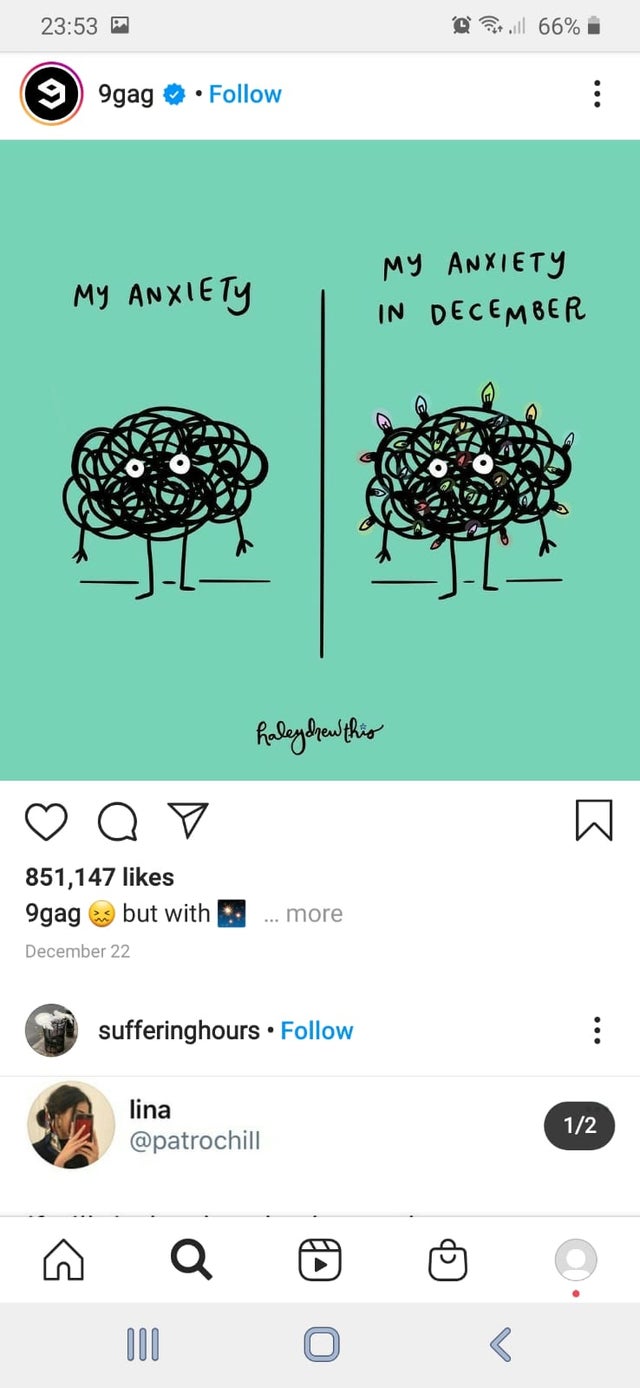 23:53
66%
9gag • Follow
MY ANXIETY
MY ANXIETY
IN DECEMBER
haleydrewthis
851,147 likes
9gag 😖 but with 🎆 ... more
December 22
sufferinghours • Follow
lina
@patrochill
1/2